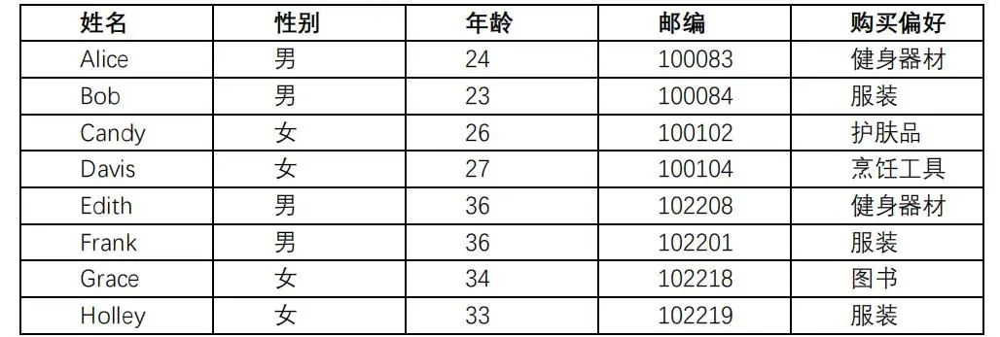 姓名 性别 年龄 邮编 购买偏好
Alice 男 24 100083 健身器材
Bob 男 23 100084 服装
Candy 女 26 100102 护肤品
Davis 女 27 100104 烹饪工具
Edith 男 36 102208 健身器材
Frank 男 36 102201 服装
Grace 女 34 102218 图书
Holley 女 33 102219 服装